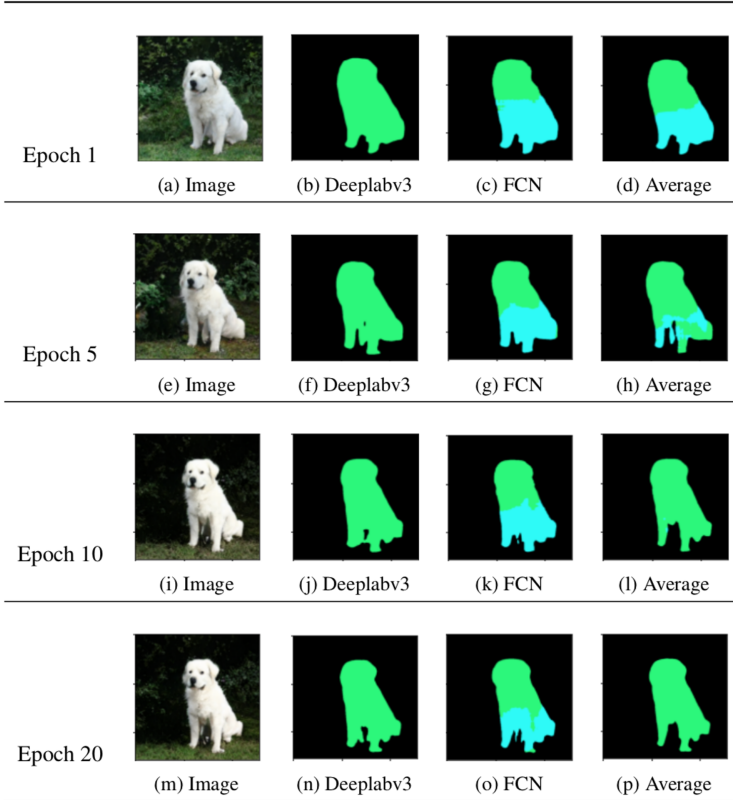 Epoch 1
(a) Image (b) Deeplabv3 (c) FCN (d) Average
Epoch 5
(e) Image (f) Deeplabv3 (g) FCN (h) Average
Epoch 10
(i) Image (j) Deeplabv3 (k) FCN (l) Average
Epoch 20
(m) Image (n) Deeplabv3 (o) FCN (p) Average